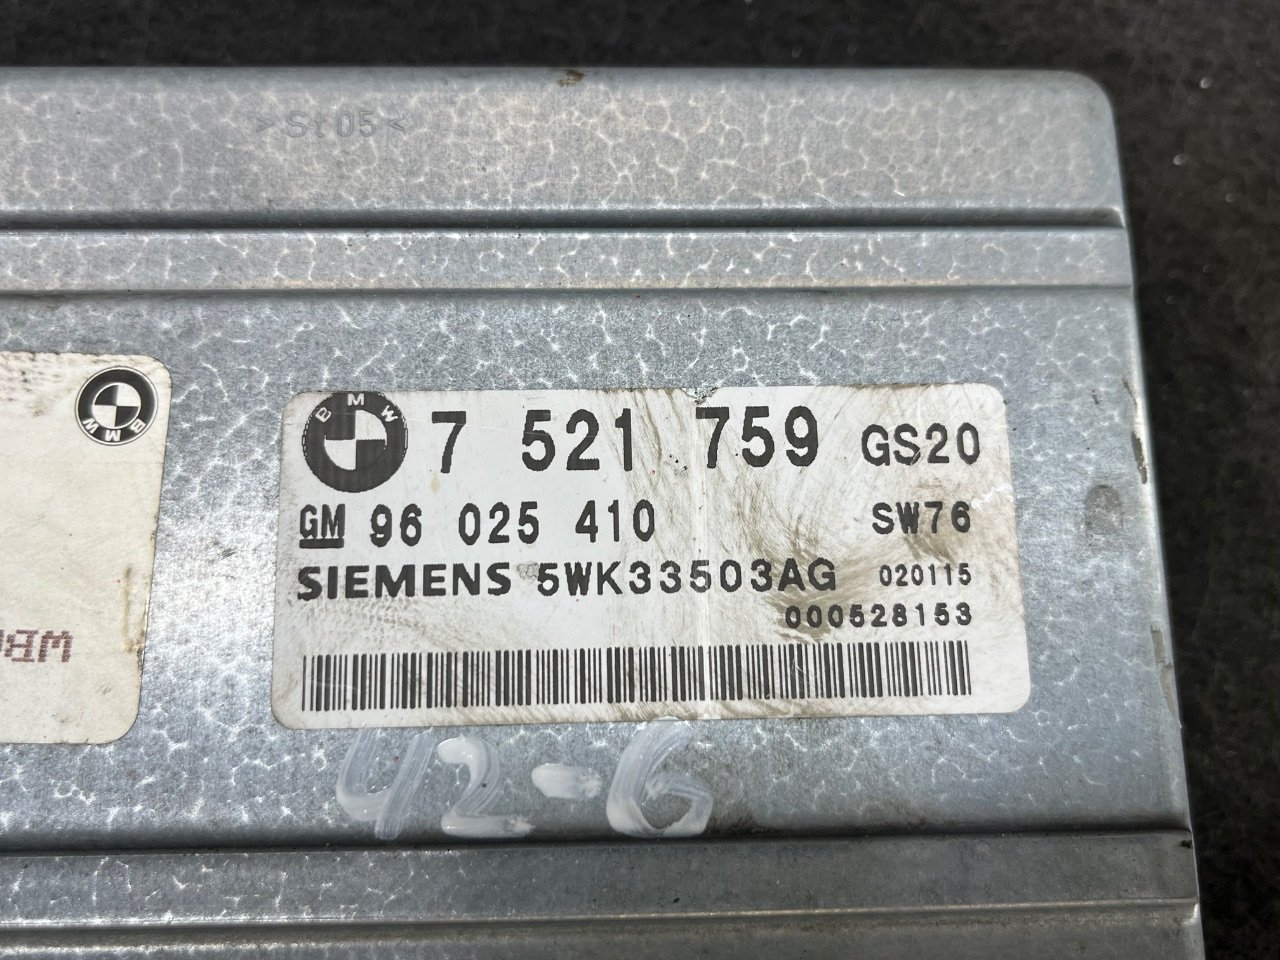 >St05<
BMW
BMW 7 521 759 GS20
GM 96 025 410 SW76
SIEMENS 5WK33503AG 020115
000528153
42-6